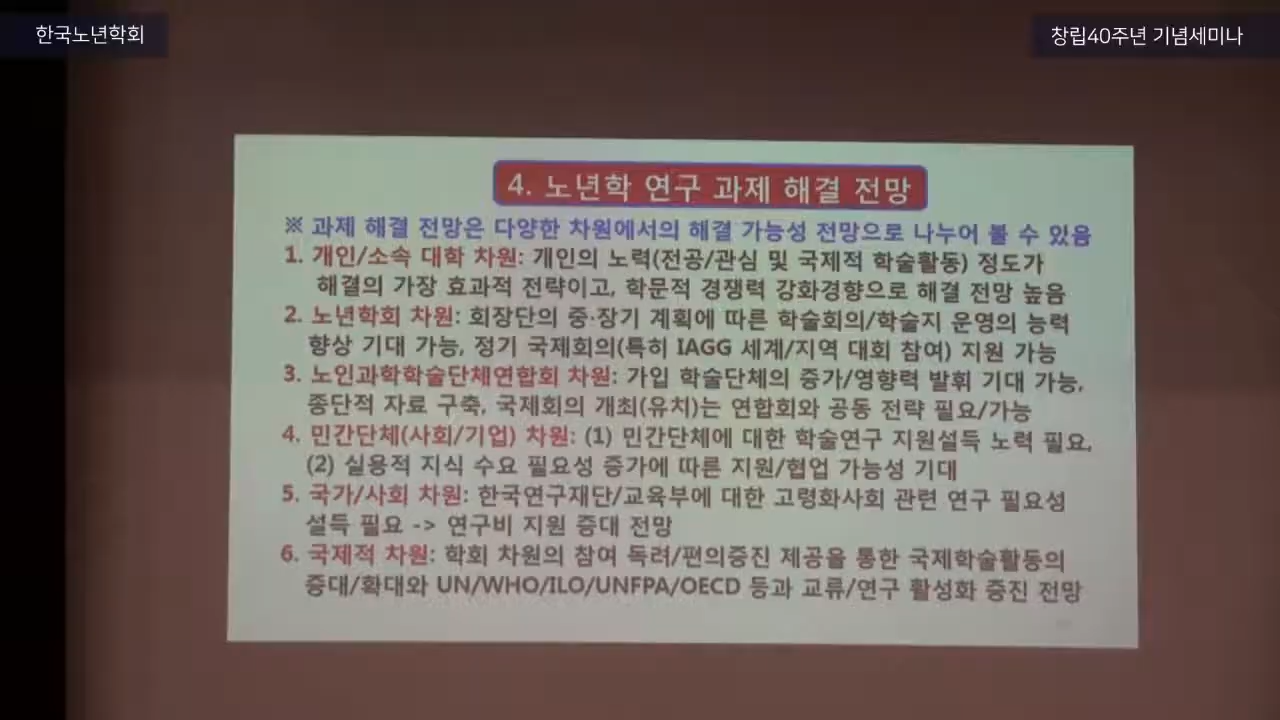 한국노년학회
창립40주년 기념세미나
4. 노년학 연구 과제 해결 전망
※ 과제 해결 전망은 다양한 차원에서의 해결 가능성 전망으로 나누어 볼 수 있음
1. 개인/소속 대학 차원: 개인의 노력(전공/관심 및 국제적 학술활동) 정도가
해결의 가장 효과적 전략이고, 학문적 경쟁력 강화경향으로 해결 전망 높음
2. 노년학회 차원: 회장단의 중·장기 계획에 따른 학술회의/학술지 운영의 능력
향상 기대 가능, 정기 국제회의(특히 IAGG 세계/지역 대회 참여) 지원 가능
3. 노인과학학술단체연합회 차원: 가입 학술단체의 증가/영향력 발휘 기대 가능,
종단적 자료 구축, 국제회의 개최(유치)는 연합회와 공동 전략 필요/가능
4. 민간단체(사회/기업) 차원: (1) 민간단체에 대한 학술연구 지원설득 노력 필요,
(2) 실용적 지식 수요 필요성 증가에 따른 지원/협업 가능성 기대
5. 국가/사회 차원: 한국연구재단/교육부에 대한 고령화사회 관련 연구 필요성
설득 필요 -> 연구비 지원 증대 전망
6. 국제적 차원: 학회 차원의 참여 독려/편의증진 제공을 통한 국제학술활동의
증대/확대와 UN/WHO/ILO/UNFPA/OECD 등과 교류/연구 활성화 증진 전망